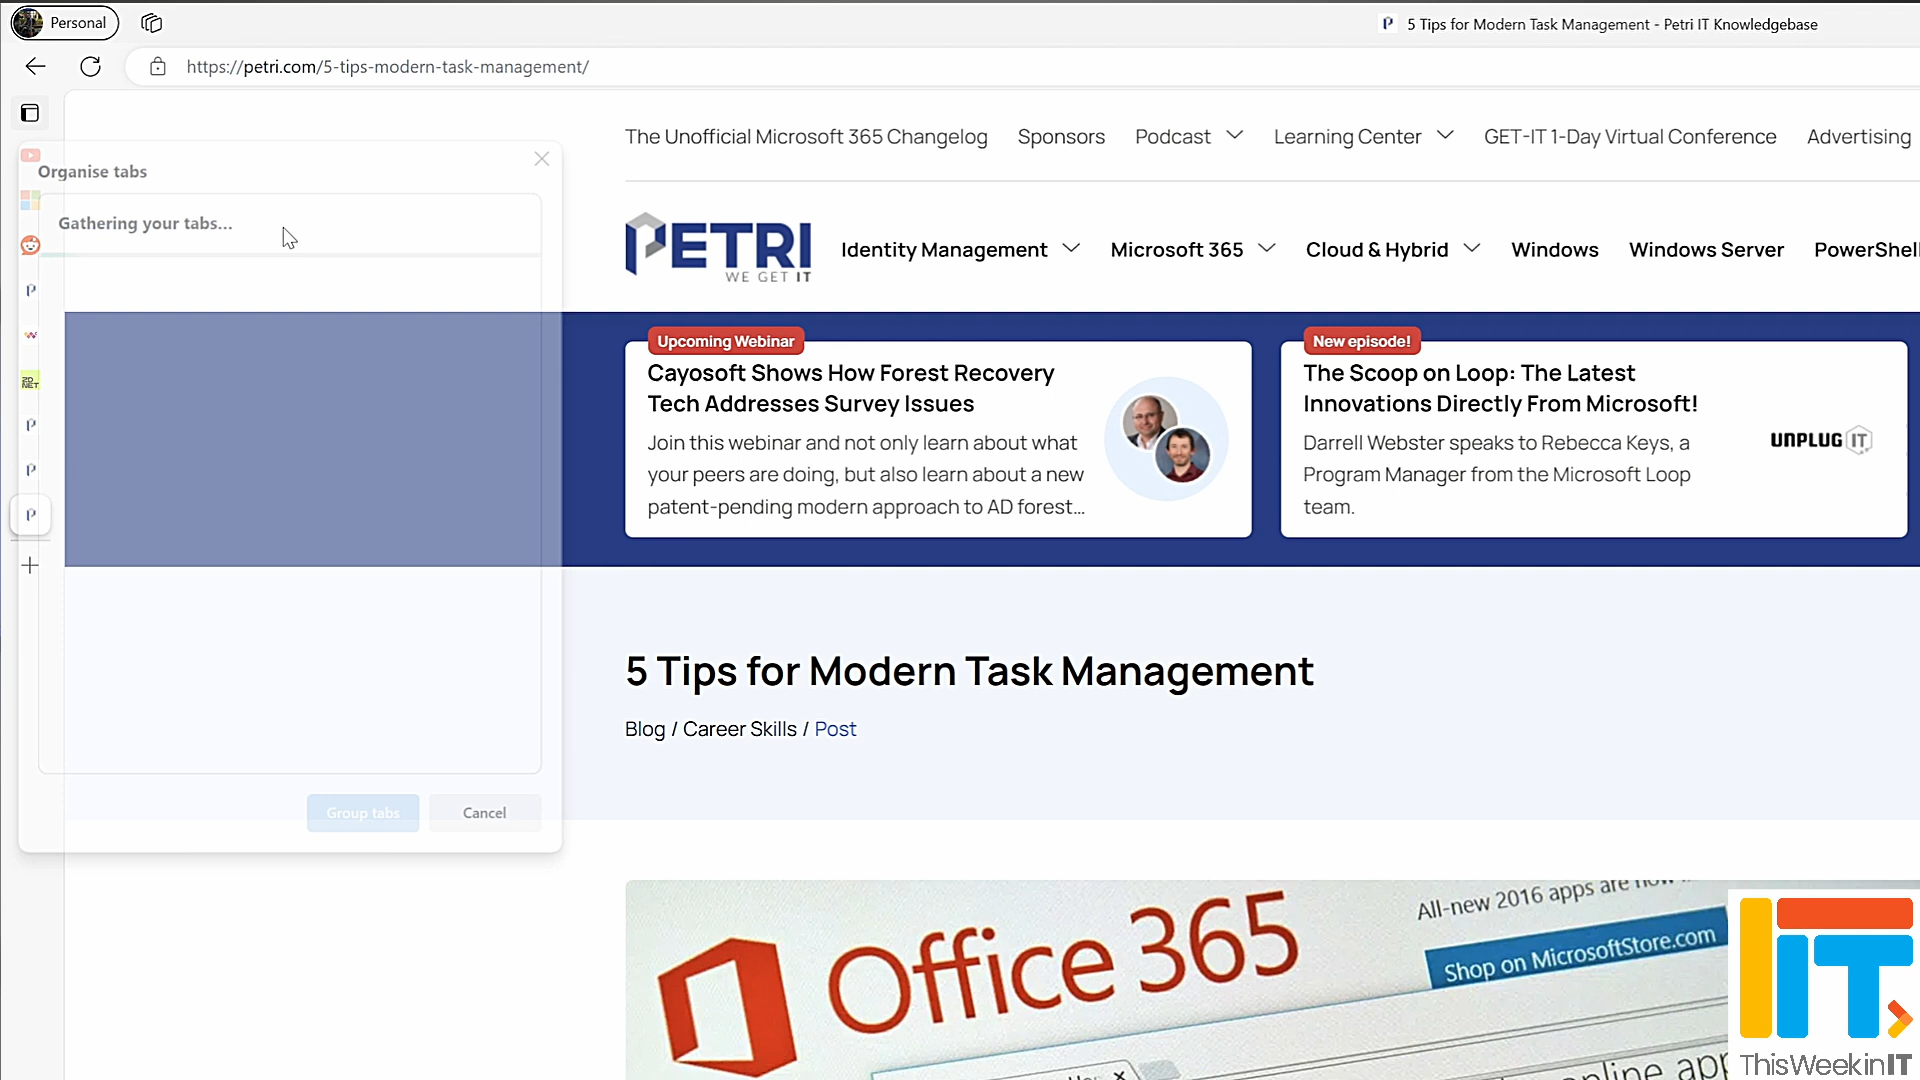 Personal
5 Tips for Modern Task Management - Petri IT Knowledgebase
https://petri.com/5-tips-modern-task-management/
The Unofficial Microsoft 365 Changelog Sponsors Podcast Learning Center GET-IT 1-Day Virtual Conference Advertising
Organise tabs
Gathering your tabs...
ZD
NET
Group tabs Cancel
PETRI
WE GET IT
Identity Management Microsoft 365 Cloud & Hybrid Windows Windows Server PowerShell
Upcoming Webinar
Cayosoft Shows How Forest Recovery
Tech Addresses Survey Issues
Join this webinar and not only learn about what
your peers are doing, but also learn about a new
patent-pending modern approach to AD forest...
New episode!
The Scoop on Loop: The Latest
Innovations Directly From Microsoft!
Darrell Webster speaks to Rebecca Keys, a
Program Manager from the Microsoft Loop
team.
UNPLUG IT
5 Tips for Modern Task Management
Blog / Career Skills / Post
Office 365
All-new 2016 apps are now
Shop on MicrosoftStore.com
online app
ThisWeekinIT